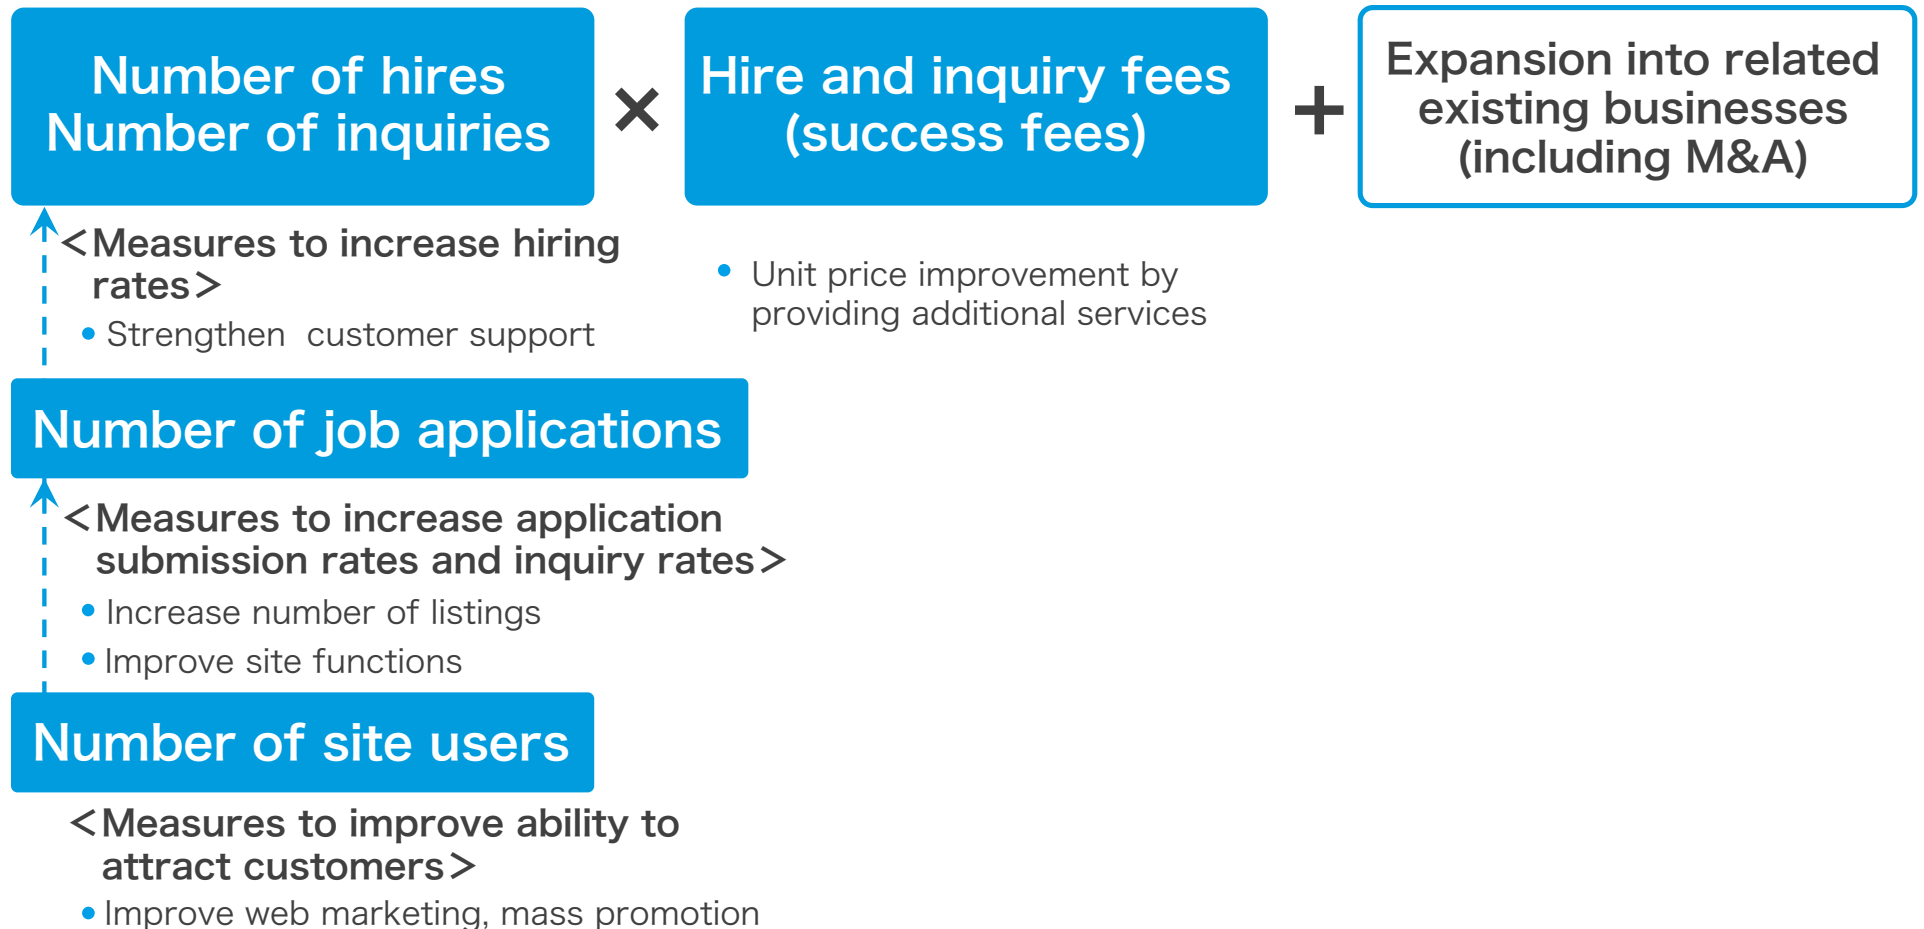 Number of hires
Number of inquiries
×
Hire and inquiry fees
(success fees)
+
Expansion into related
existing businesses
(including M&A)
<Measures to increase hiring
rates>
• Strengthen customer support
• Unit price improvement by
providing additional services
Number of job applications
<Measures to increase application
submission rates and inquiry rates>
• Increase number of listings
• Improve site functions
Number of site users
<Measures to improve ability to
attract customers>
• Improve web marketing, mass promotion